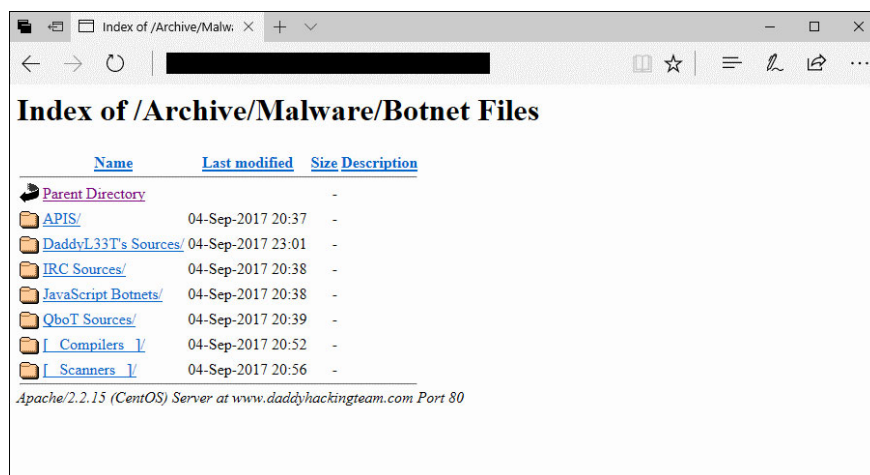 Index of /Archive/Malw
Index of /Archive/Malware/Botnet Files
Name Last modified Size Description
Parent Directory -
APIS/ 04-Sep-2017 20:37 -
DaddyL33T's Sources/ 04-Sep-2017 23:01 -
IRC Sources/ 04-Sep-2017 20:38 -
JavaScript Botnets/ 04-Sep-2017 20:38 -
QboT Sources/ 04-Sep-2017 20:39 -
[_ Compilers _]/ 04-Sep-2017 20:52 -
[_ Scanners _]/ 04-Sep-2017 20:56 -
Apache/2.2.15 (CentOS) Server at www.daddyhackingteam.com Port 80